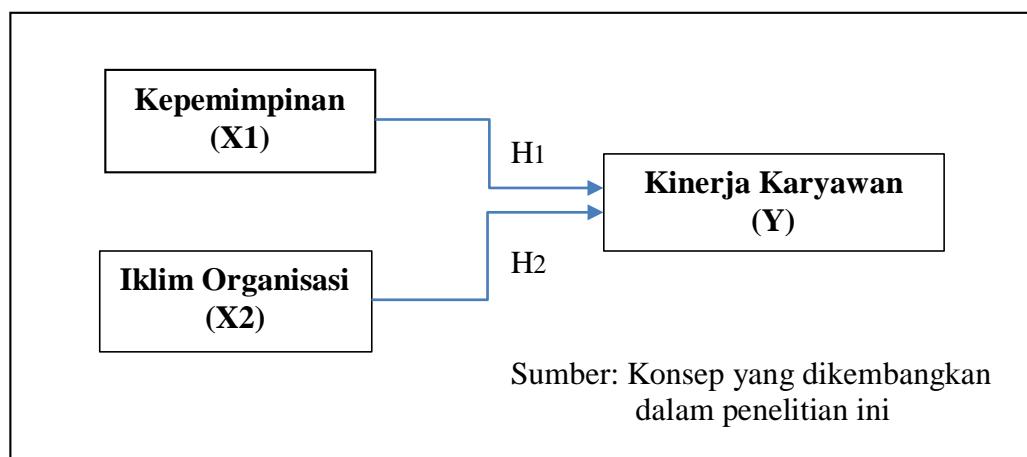 Kepemimpinan
(X1)
H1
Kinerja Karyawan
(Y)
Iklim Organisasi
(X2)
H2
Sumber: Konsep yang dikembangkan
dalam penelitian ini